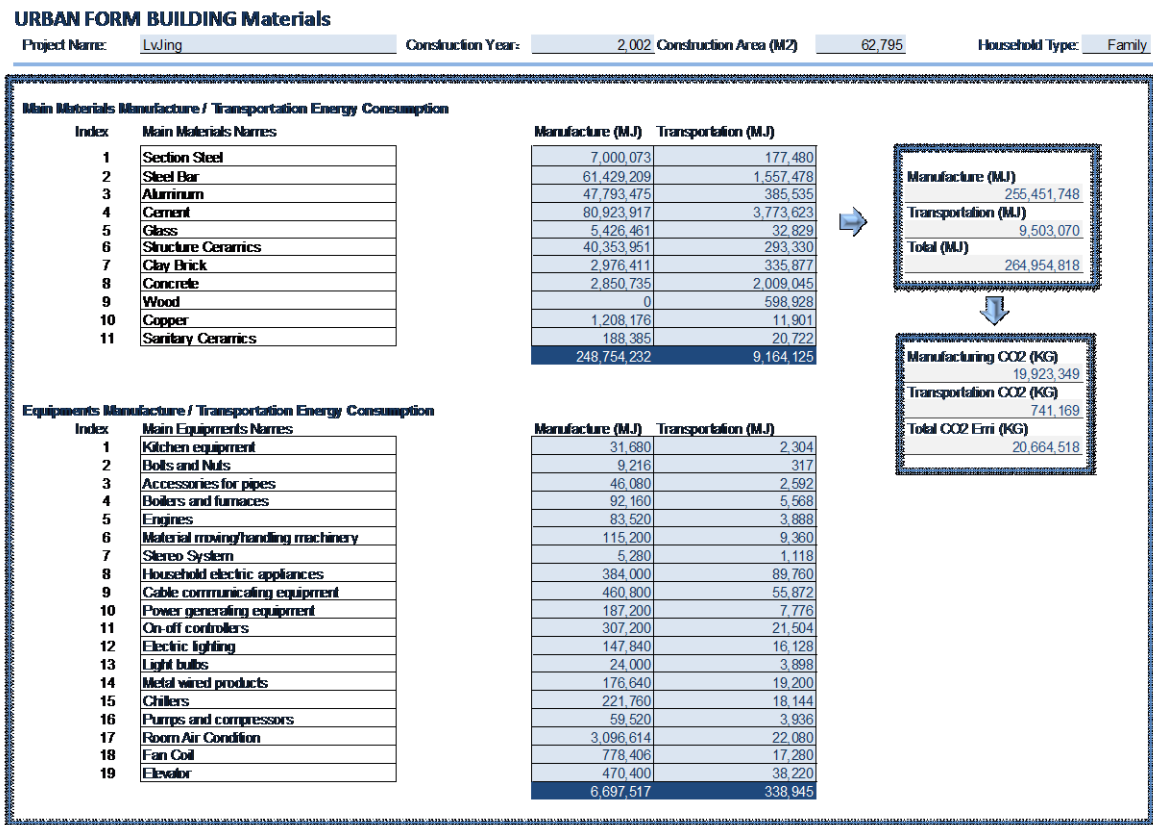 URBAN FORM BUILDING Materials
Project Name: LvJing Construction Year: 2,002 Construction Area (M2) 62,795 Household Type: Family
Main Materials Manufacture / Transportation Energy Consumption
Index Main Materials Names Manufacture (MJ) Transportation (MJ)
1 Section Steel 7,000,073 177,480
2 Steel Bar 61,429,209 1,557,478
3 Aluminum 47,793,475 385,535
4 Cement 80,923,917 3,773,623
5 Glass 5,426,461 32,829
6 Structure Ceramics 40,353,951 293,330
7 Clay Brick 2,976,411 335,877
8 Concrete 2,850,735 2,009,045
9 Wood 0 598,928
10 Copper 1,208,176 11,901
11 Sanitary Ceramics 188,385 20,722
248,754,232 9,164,125
Manufacture (MJ)
255,451,748
Transportation (MJ)
9,503,070
Total (MJ)
264,954,818
Manufacturing CO2 (KG)
19,923,349
Transportation CO2 (KG)
741,169
Total CO2 Emi (KG)
20,664,518
Equipments Manufacture / Transportation Energy Consumption
Index Main Equipments Names Manufacture (MJ) Transportation (MJ)
1 Kitchen equipment 31,680 2,304
2 Bolts and Nuts 9,216 317
3 Accessories for pipes 46,080 2,592
4 Boilers and furnaces 92,160 5,568
5 Engines 83,520 3,888
6 Material moving/handling machinery 115,200 9,360
7 Stereo System 5,280 1,118
8 Household electric appliances 384,000 89,760
9 Cable communicating equipment 460,800 55,872
10 Power generating equipment 187,200 7,776
11 On-off controllers 307,200 21,504
12 Electric lighting 147,840 16,128
13 Light bulbs 24,000 3,898
14 Metal wired products 176,640 19,200
15 Chillers 221,760 18,144
16 Pumps and compressors 59,520 3,936
17 Room Air Condition 3,096,614 22,080
18 Fan Coil 778,406 17,280
19 Elevator 470,400 38,220
6,697,517 338,945